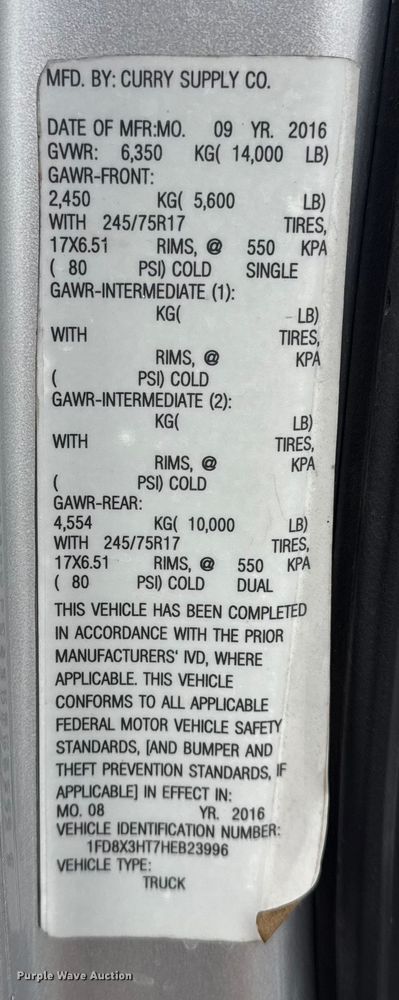 MFD. BY: CURRY SUPPLY CO.
DATE OF MFR:MO. 09 YR. 2016
GVWR: 6,350 KG( 14,000 LB)
GAWR-FRONT:
2,450 KG( 5,600 LB)
WITH 245/75R17 TIRES,
17X6.51 RIMS, @ 550 KPA
( 80 PSI) COLD SINGLE
GAWR-INTERMEDIATE (1):
KG( LB)
WITH TIRES,
RIMS, @ KPA
( PSI) COLD
GAWR-INTERMEDIATE (2):
KG( LB)
WITH TIRES,
RIMS, @ KPA
( PSI) COLD
GAWR-REAR:
4,554 KG( 10,000 LB)
WITH 245/75R17 TIRES,
17X6.51 RIMS, @ 550 KPA
( 80 PSI) COLD DUAL
THIS VEHICLE HAS BEEN COMPLETED
IN ACCORDANCE WITH THE PRIOR
MANUFACTURERS' IVD, WHERE
APPLICABLE. THIS VEHICLE
CONFORMS TO ALL APPLICABLE
FEDERAL MOTOR VEHICLE SAFETY
STANDARDS, [AND BUMPER AND
THEFT PREVENTION STANDARDS, IF
APPLICABLE] IN EFFECT IN:
MO. 08 YR. 2016
VEHICLE IDENTIFICATION NUMBER:
1FD8X3HT7HEB23996
VEHICLE TYPE:
TRUCK
Purple Wave Auction